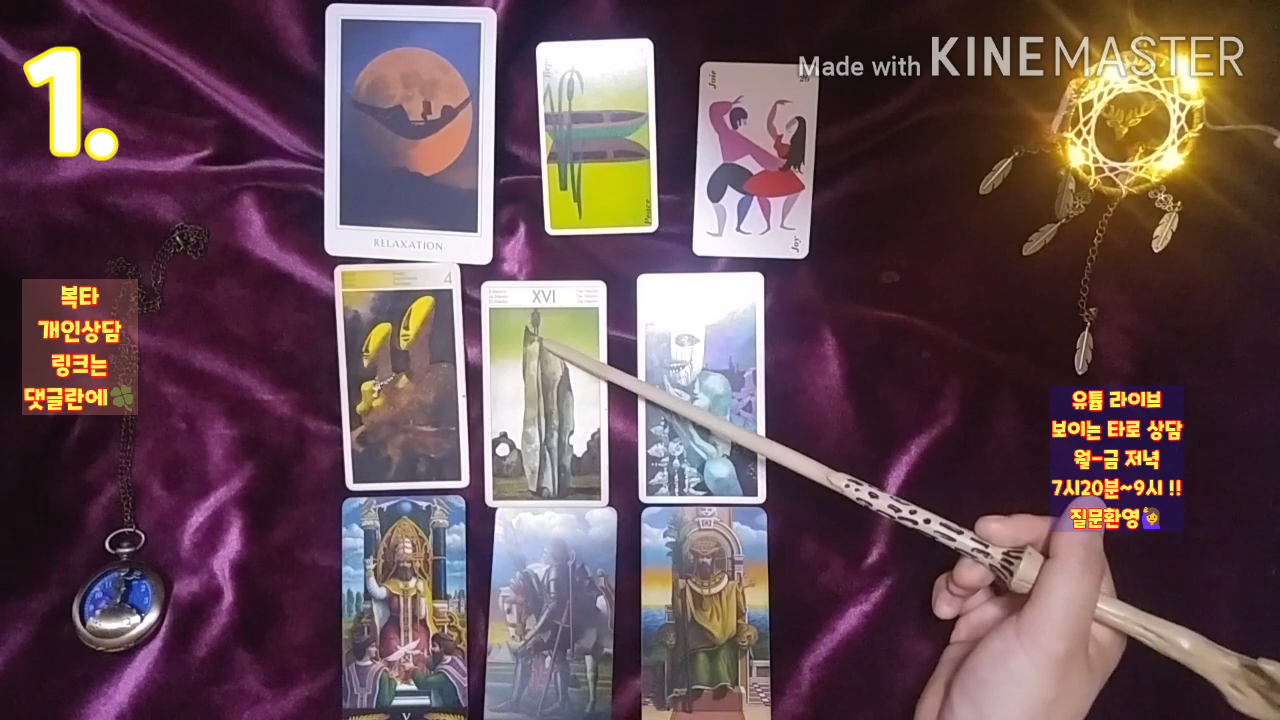 1.
Made with KINEMASTER
RELAXATION
Peace
Joie
Joy
4
XVI
복타
개인상담
링크는
댓글란에🍀
유튭 라이브
보이는 타로 상담
월-금 저녁
7시20분~9시 !!
질문환영🙋‍♀️
V